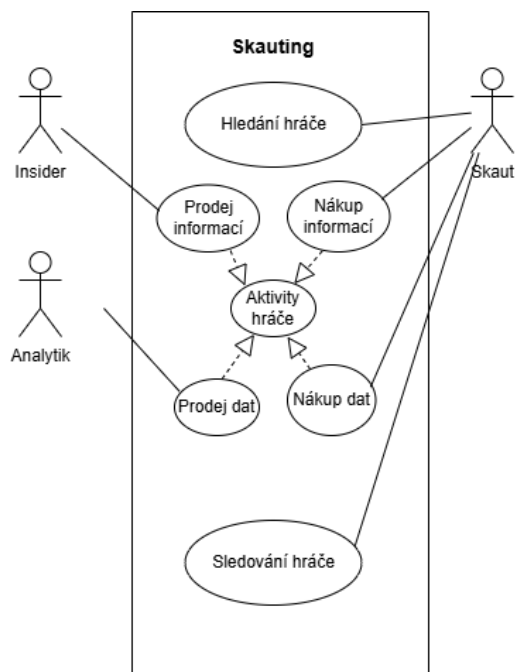 Skauting
Hledání hráče
Insider
Skaut
Prodej
informací
Nákup
informací
Aktivity
hráče
Analytik
Prodej dat
Nákup dat
Sledování hráče